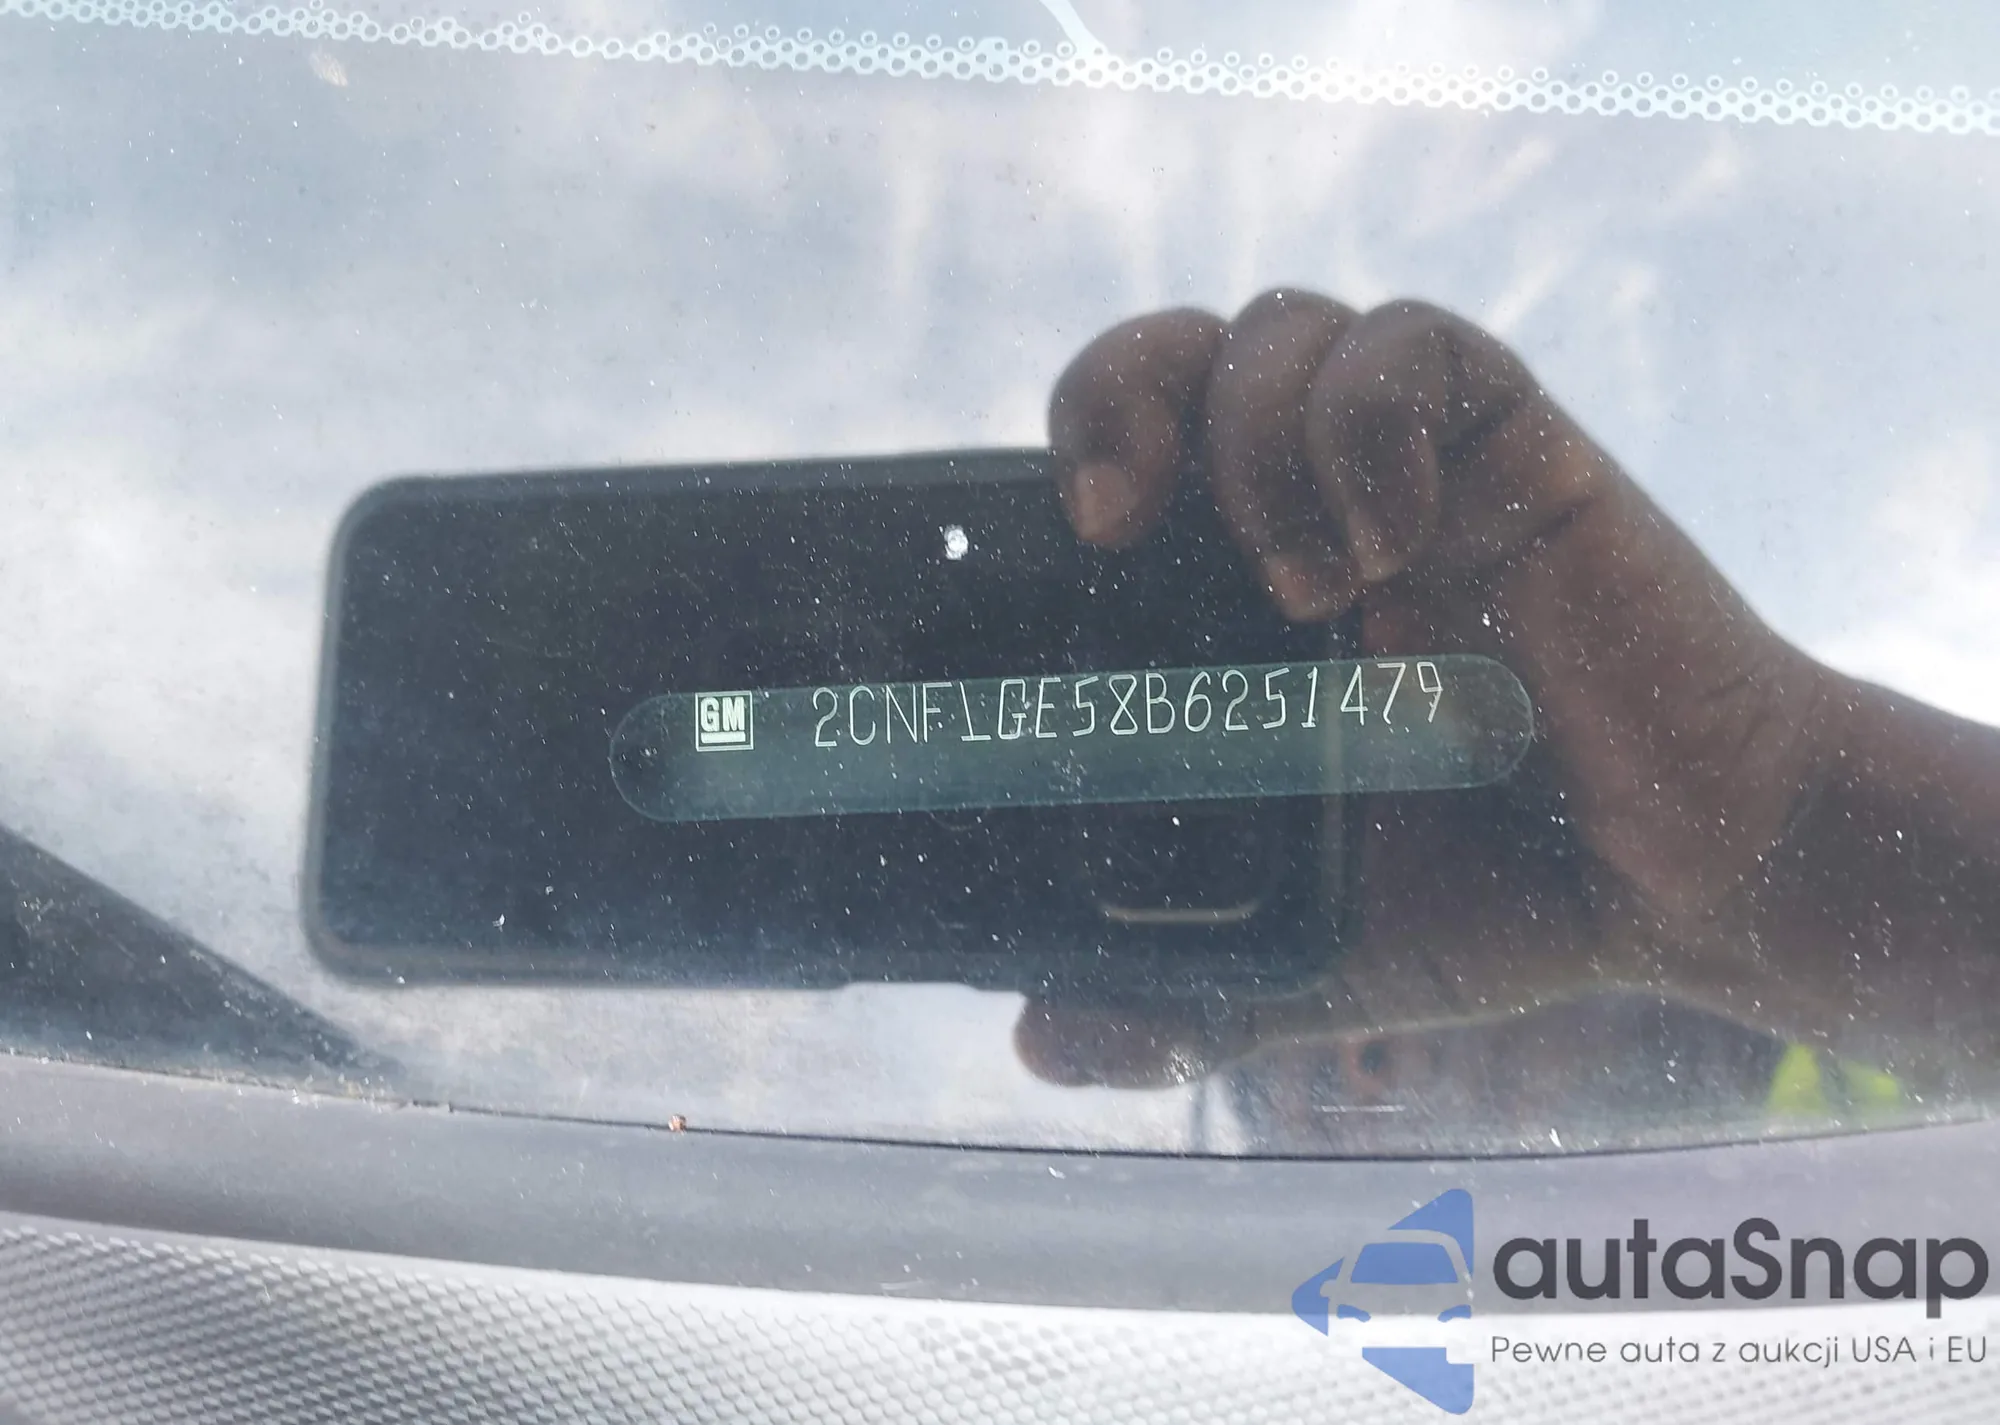 GM 2CNFLGE58B6251479
autaSnap
Pewne auta z aukcji USA i EU